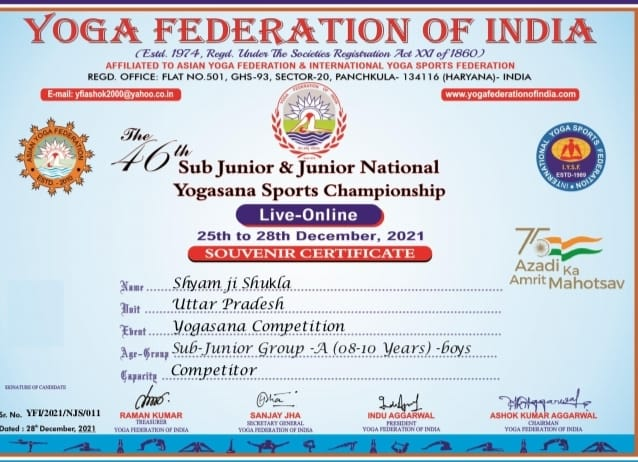 YOGA FEDERATION OF INDIA
(Estd. 1974, Regd. Under The Societies Registration Act XXI of 1860.)
AFFILIATED TO ASIAN YOGA FEDERATION & INTERNATIONAL YOGA SPORTS FEDERATION
REGD. OFFICE: FLAT NO.501, GHS-93, SECTOR-20, PANCHKULA- 134116 (HARYANA)- INDIA
E-mail: yfiashok2000@yahoo.co.in
www.yogafederationofindia.com
ASIAN YOGA FEDERATION
ESTD - 2010
INTERNATIONAL YOGA SPORTS FEDERATION
I.Y.S.F.
ESTD-1989
The
46th
Sub Junior & Junior National
Yogasana Sports Championship
Live-Online
25th to 28th December, 2021
SOUVENIR CERTIFICATE
75
Azadi Ka
Amrit Mahotsav
Name Shyam ji Shukla
Unit Uttar Pradesh
Event Yogasana Competition
Age-Group Sub-Junior Group -A (08-10 Years) -boys
Capacity Competitor
SIGNATURE OF CANDIDATE
Sr. No. YFI/2021/NJS/011
Dated : 28th December, 2021
RAMAN KUMAR
TREASURER
YOGA FEDERATION OF INDIA
SANJAY JHA
SECRETARY GENERAL
YOGA FEDERATION OF INDIA
INDU AGGARWAL
PRESIDENT
YOGA FEDERATION OF INDIA
ASHOK KUMAR AGGARWAL
CHAIRMAN
YOGA FEDERATION OF INDIA